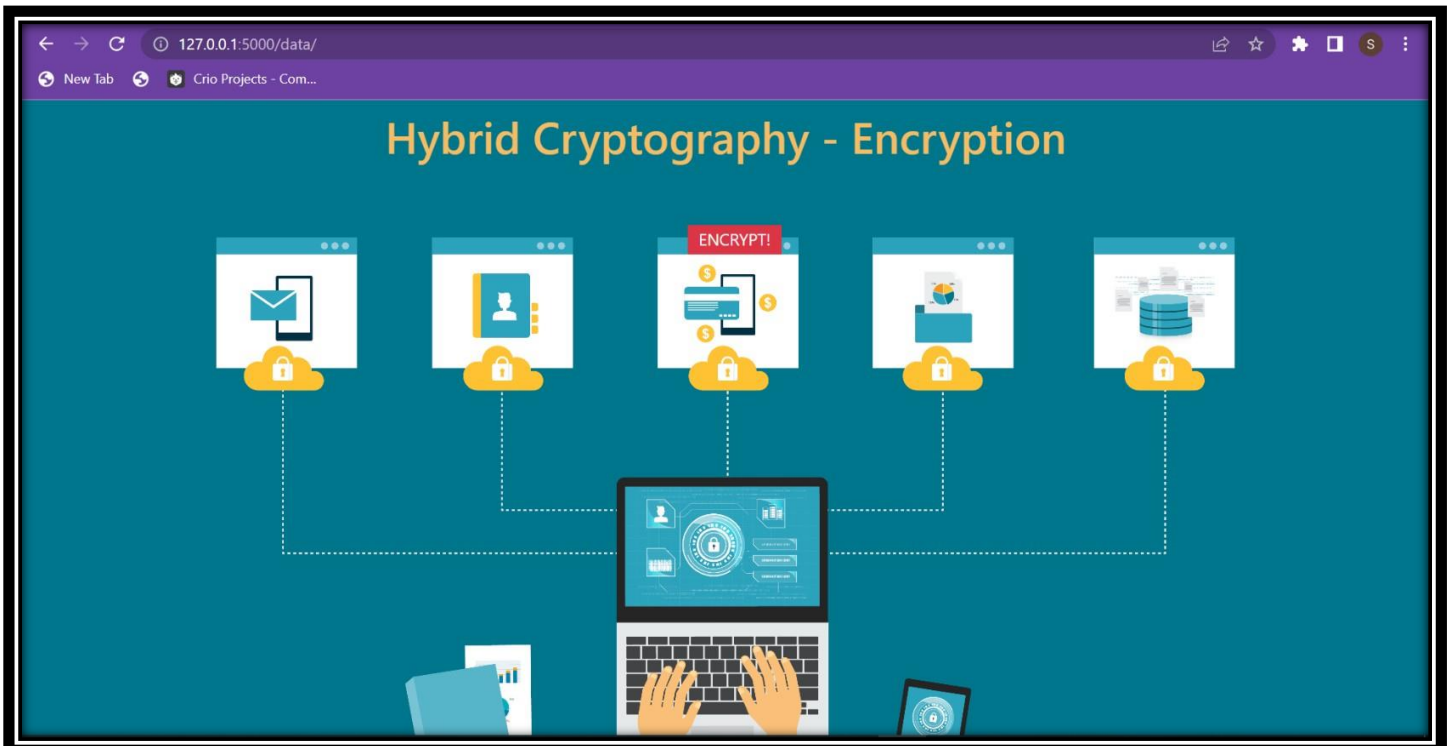 127.0.0.1:5000/data/
S
New Tab
Crio Projects - Com...
Hybrid Cryptography - Encryption
ENCRYPT!
$
$
$